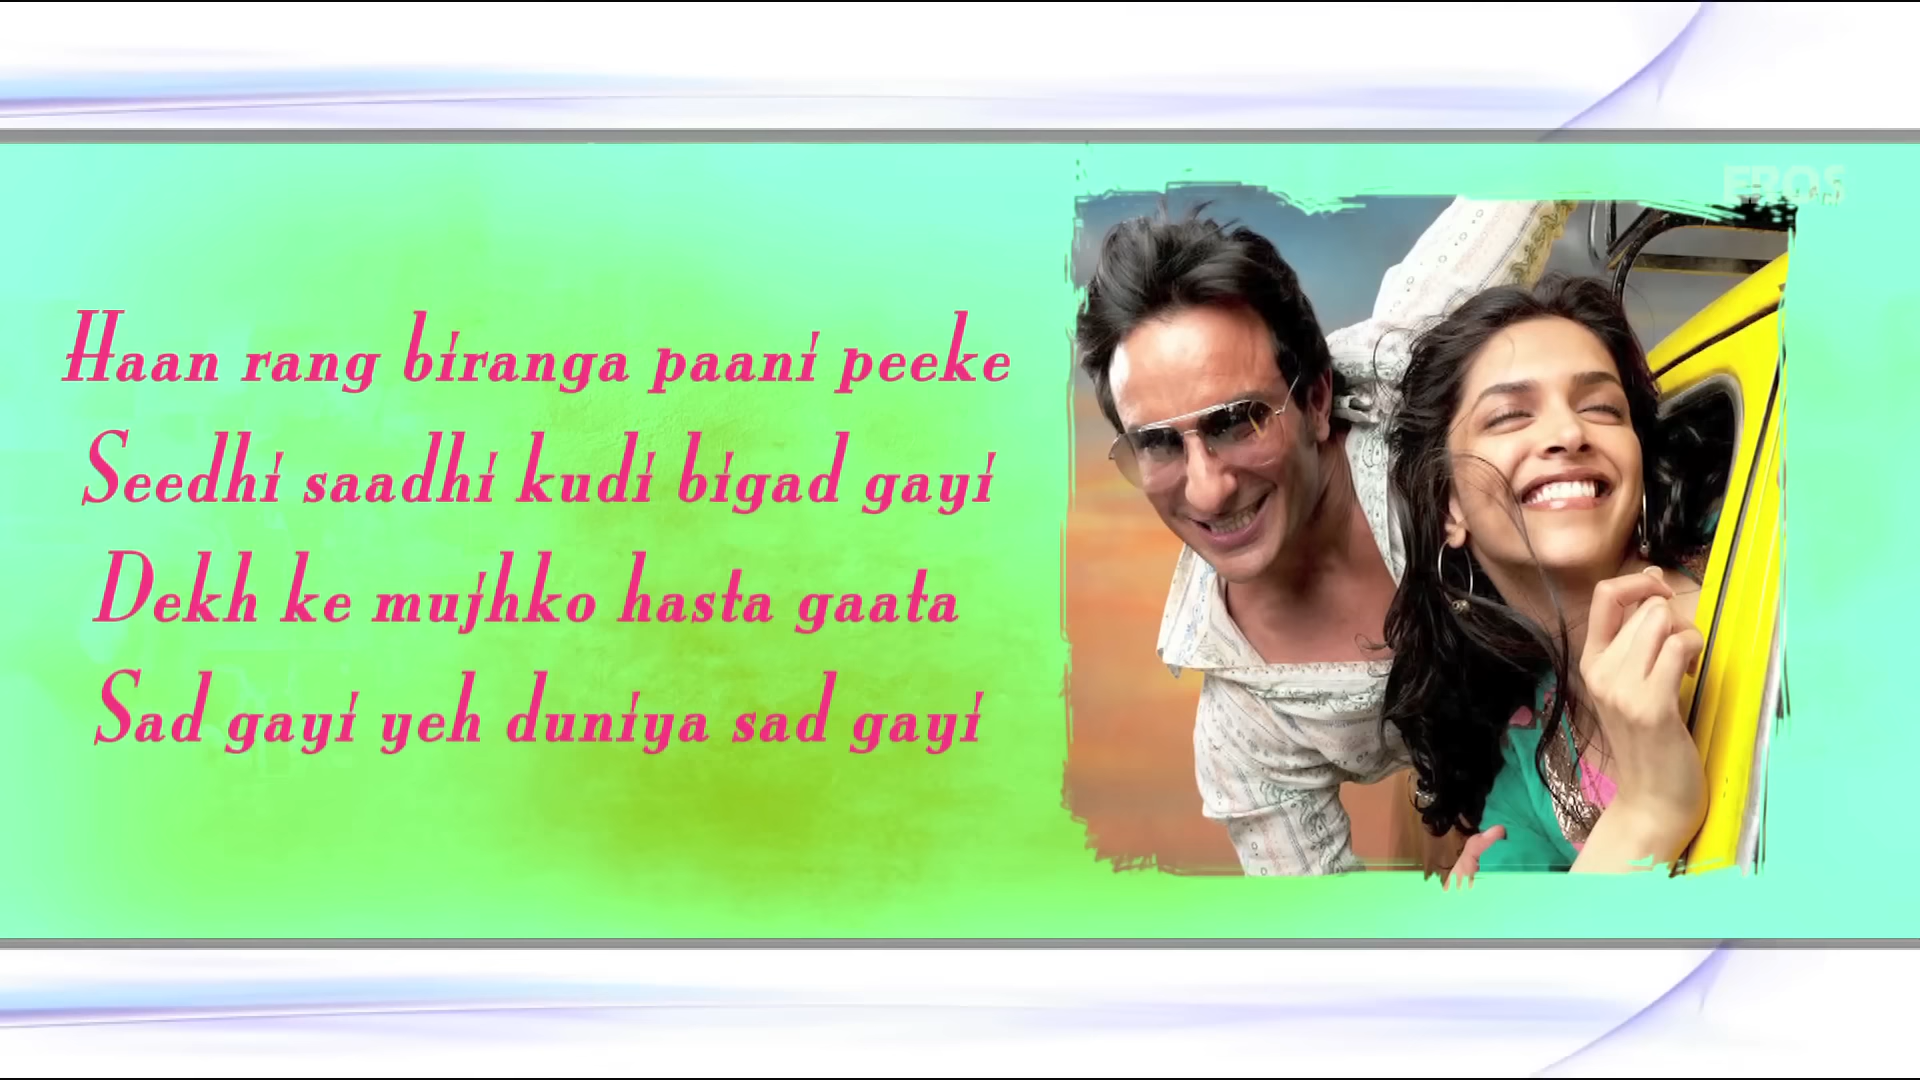 EROS
Haan rang biranga paani peeke
Seedhi saadhi kudi bigad gayi
Dekh ke mujhko hasta gaata
Sad gayi yeh duniya sad gayi